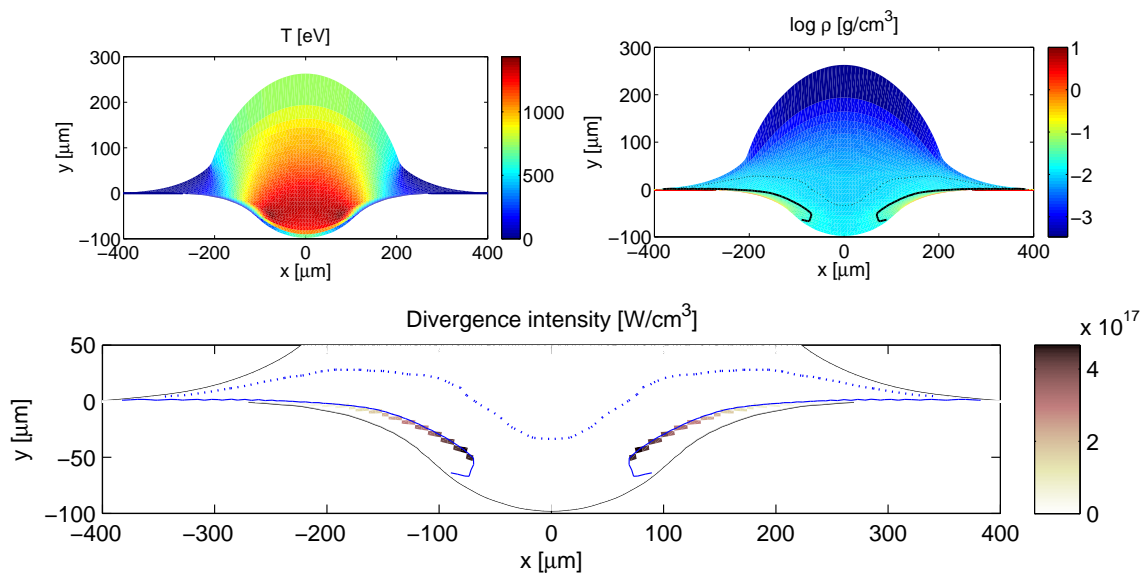 T [eV]
300
200
100
0
−100
y [μm]
−400 −200 0 200 400
x [μm]
1000
500
0
log ρ [g/cm³]
300
200
100
0
−100
y [μm]
−400 −200 0 200 400
x [μm]
1
0
−1
−2
−3
Divergence intensity [W/cm³]
50
0
−50
−100
y [μm]
−400 −300 −200 −100 0 100 200 300 400
x [μm]
x 10¹⁷
4
2
0